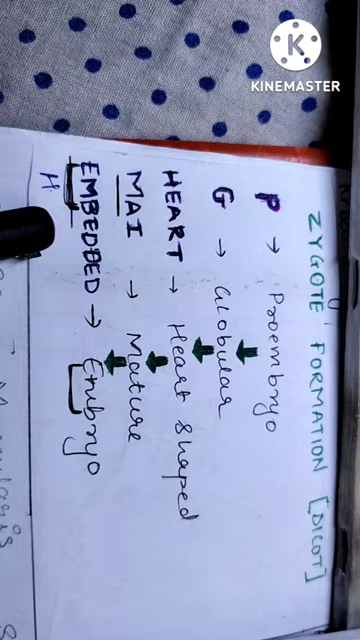 KINEMASTER
ZYGOTE FORMATION [DICOT]
P → Proembryo
G → Globular
HEART → Heart Shaped
MAI → Mature
EMBEDDED → Embryo
H